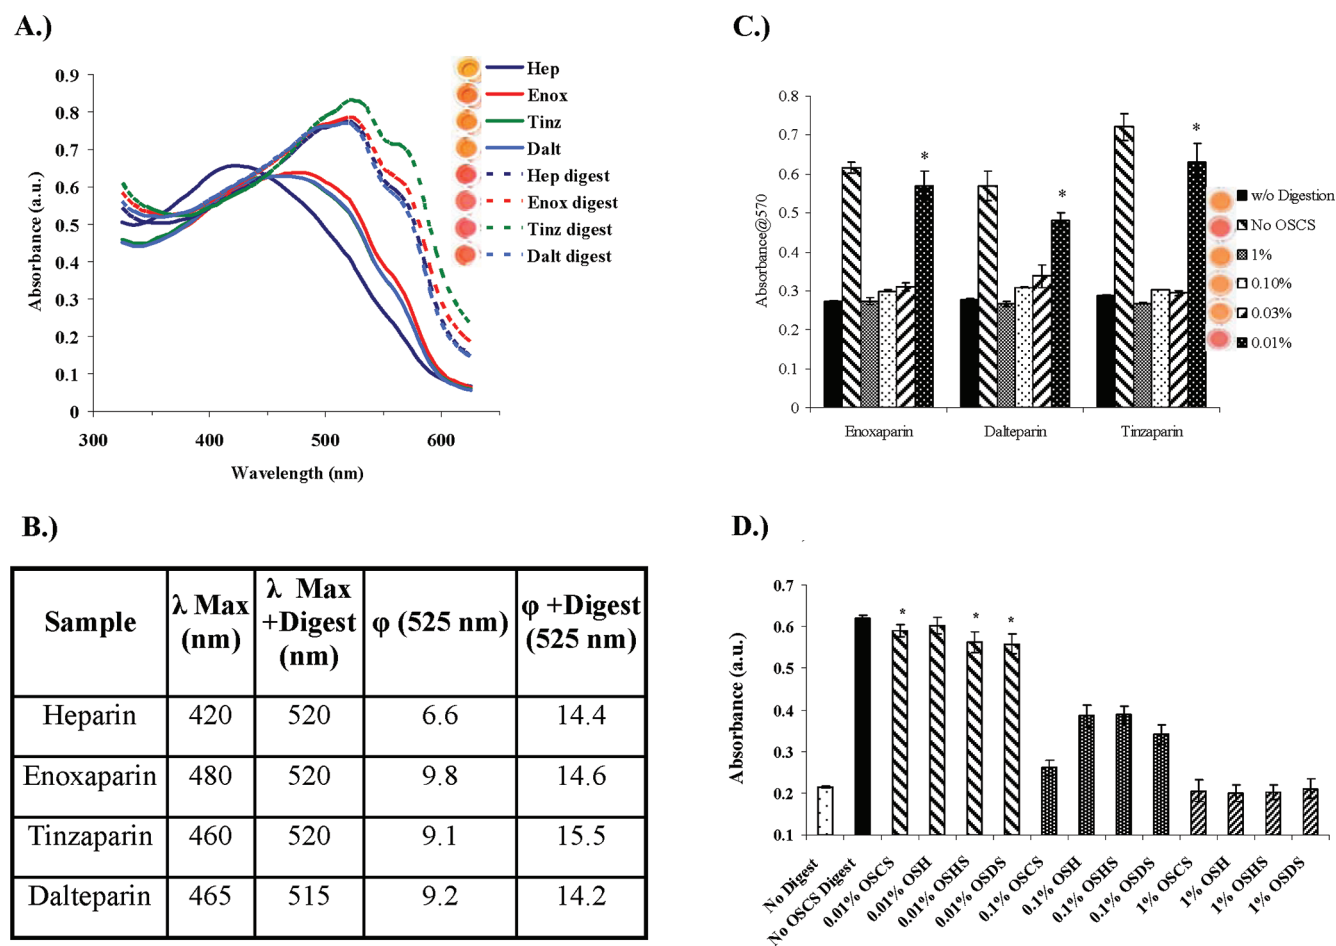 A.)
0.9
0.8
0.7
0.6
0.5
0.4
0.3
0.2
0.1
0
Absorbance (a.u.)
300
400
500
600
Wavelength (nm)
Hep
Enox
Tinz
Dalt
Hep digest
Enox digest
Tinz digest
Dalt digest
B.)
Sample
λ Max (nm)
λ Max +Digest (nm)
φ (525 nm)
φ +Digest (525 nm)
Heparin 420 520 6.6 14.4
Enoxaparin 480 520 9.8 14.6
Tinzaparin 460 520 9.1 15.5
Dalteparin 465 515 9.2 14.2
C.)
0.8
0.7
0.6
0.5
0.4
0.3
0.2
0
Absorbance@570
*
*
*
Enoxaparin
Dalteparin
Tinzaparin
w/o Digestion
No OSCS
1%
0.10%
0.03%
0.01%
D.)
0.7
0.6
0.5
0.4
0.3
0.2
0.1
Absorbance (a.u.)
*
*
*
No Digest
No OSCS Digest
0.01% OSCS
0.01% OSH
0.01% OSHS
0.01% OSDS
0.1% OSCS
0.1% OSH
0.1% OSHS
0.1% OSDS
1% OSCS
1% OSH
1% OSHS
1% OSDS